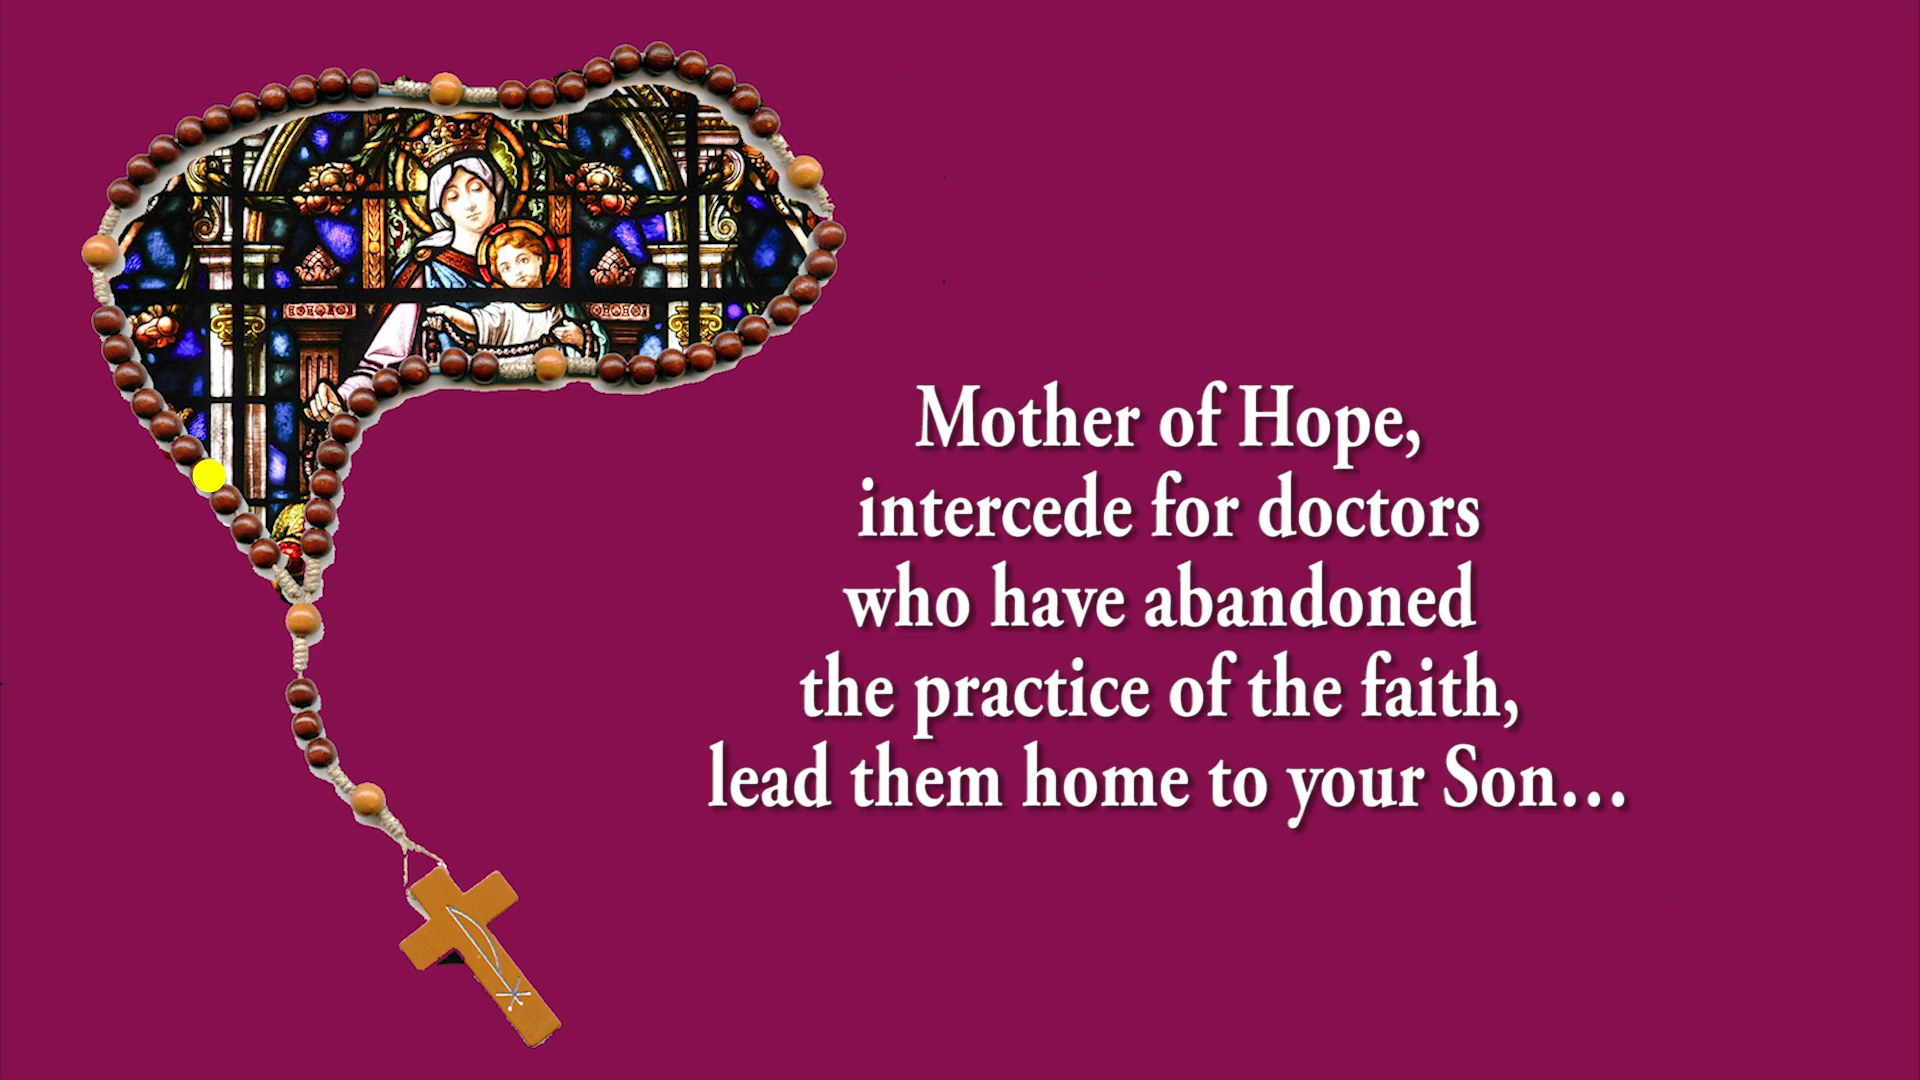 Mother of Hope,
intercede for doctors
who have abandoned
the practice of the faith,
lead them home to your Son...